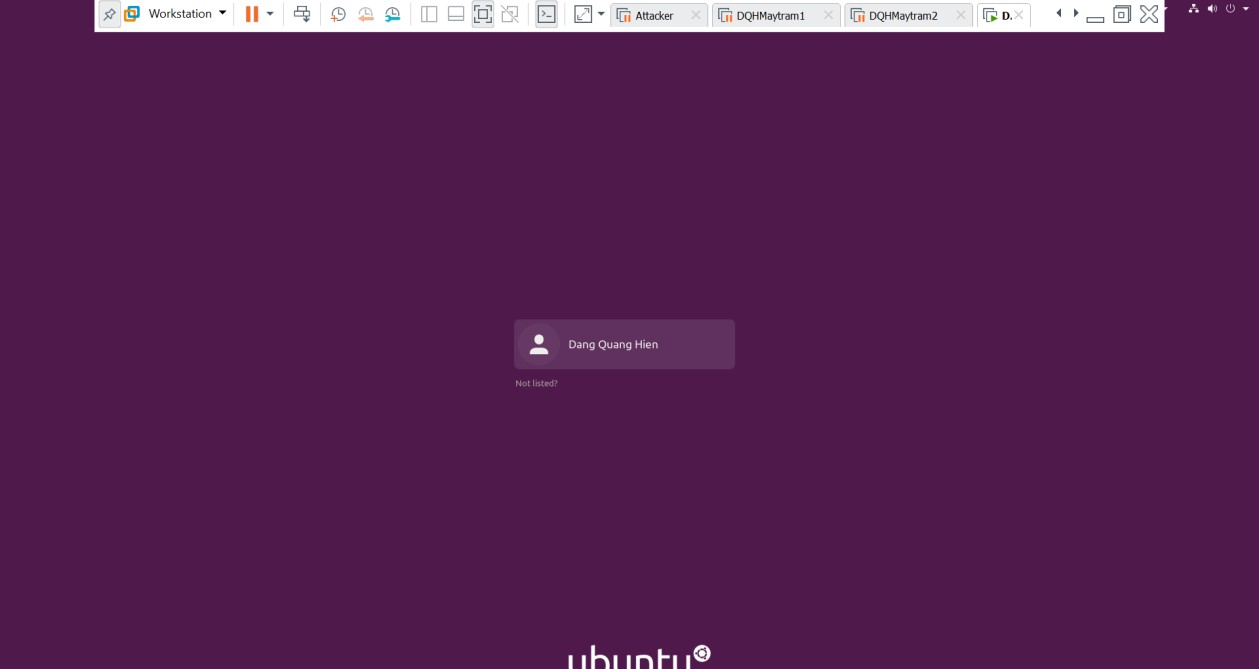 Workstation
Attacker
DQHMaytram1
DQHMaytram2
D.
Dang Quang Hien
Not listed?
ubuntu